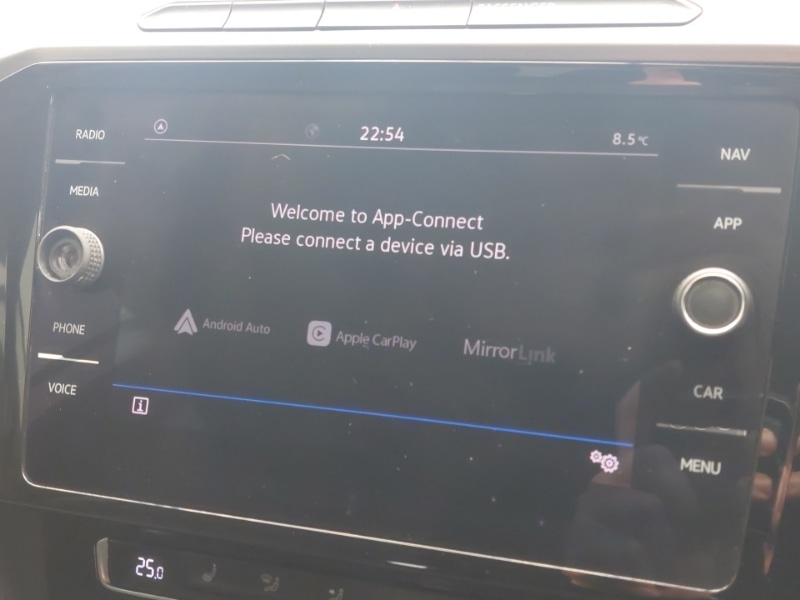 PASSENGER
RADIO
22:54
8.5°C
NAV
MEDIA
APP
Welcome to App-Connect
Please connect a device via USB.
Android Auto
Apple CarPlay
MirrorLink
PHONE
VOICE
CAR
MENU
i
25.0